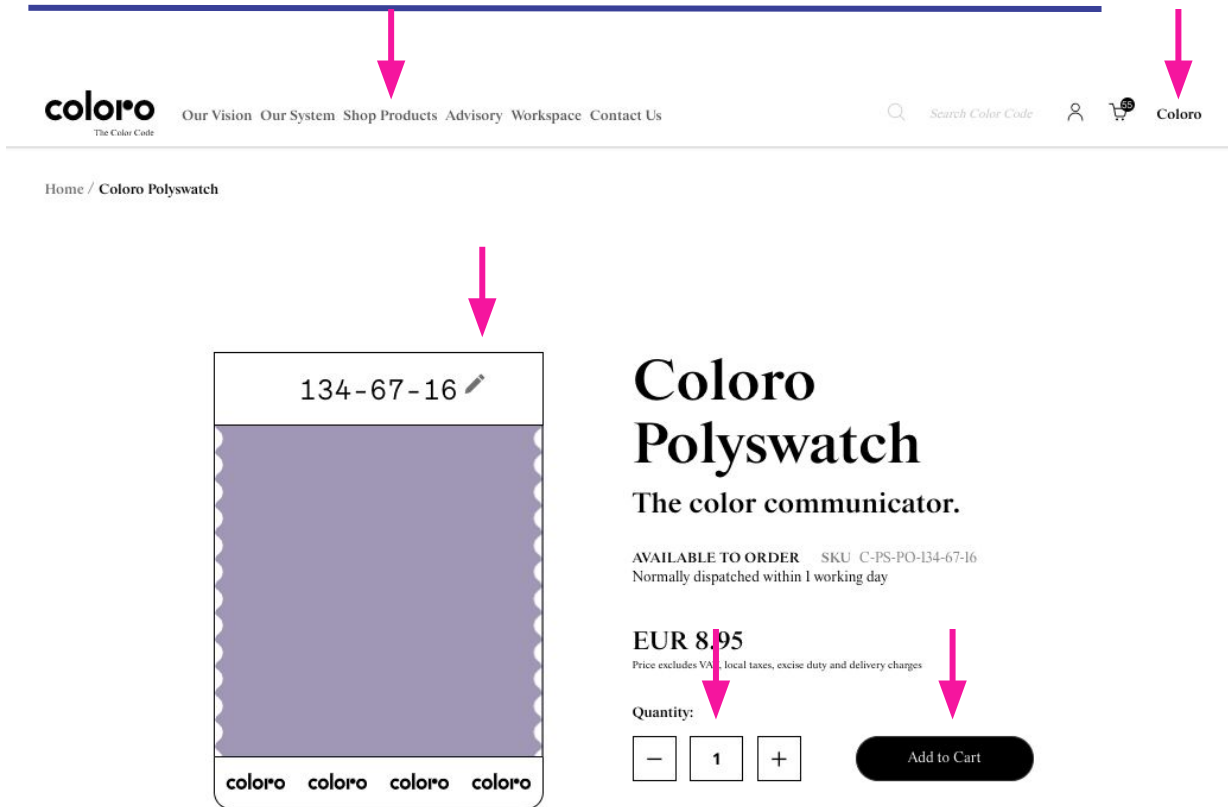 coloro
The Color Code
Our Vision Our System Shop Products Advisory Workspace Contact Us
Search Color Code
55
Coloro
Home / Coloro Polyswatch
134-67-16
coloro coloro coloro coloro
Coloro
Polyswatch
The color communicator.
AVAILABLE TO ORDER SKU C-PS-PO-134-67-16
Normally dispatched within 1 working day
EUR 8.95
Price excludes VAT, local taxes, excise duty and delivery charges
Quantity:
− 1 +
Add to Cart